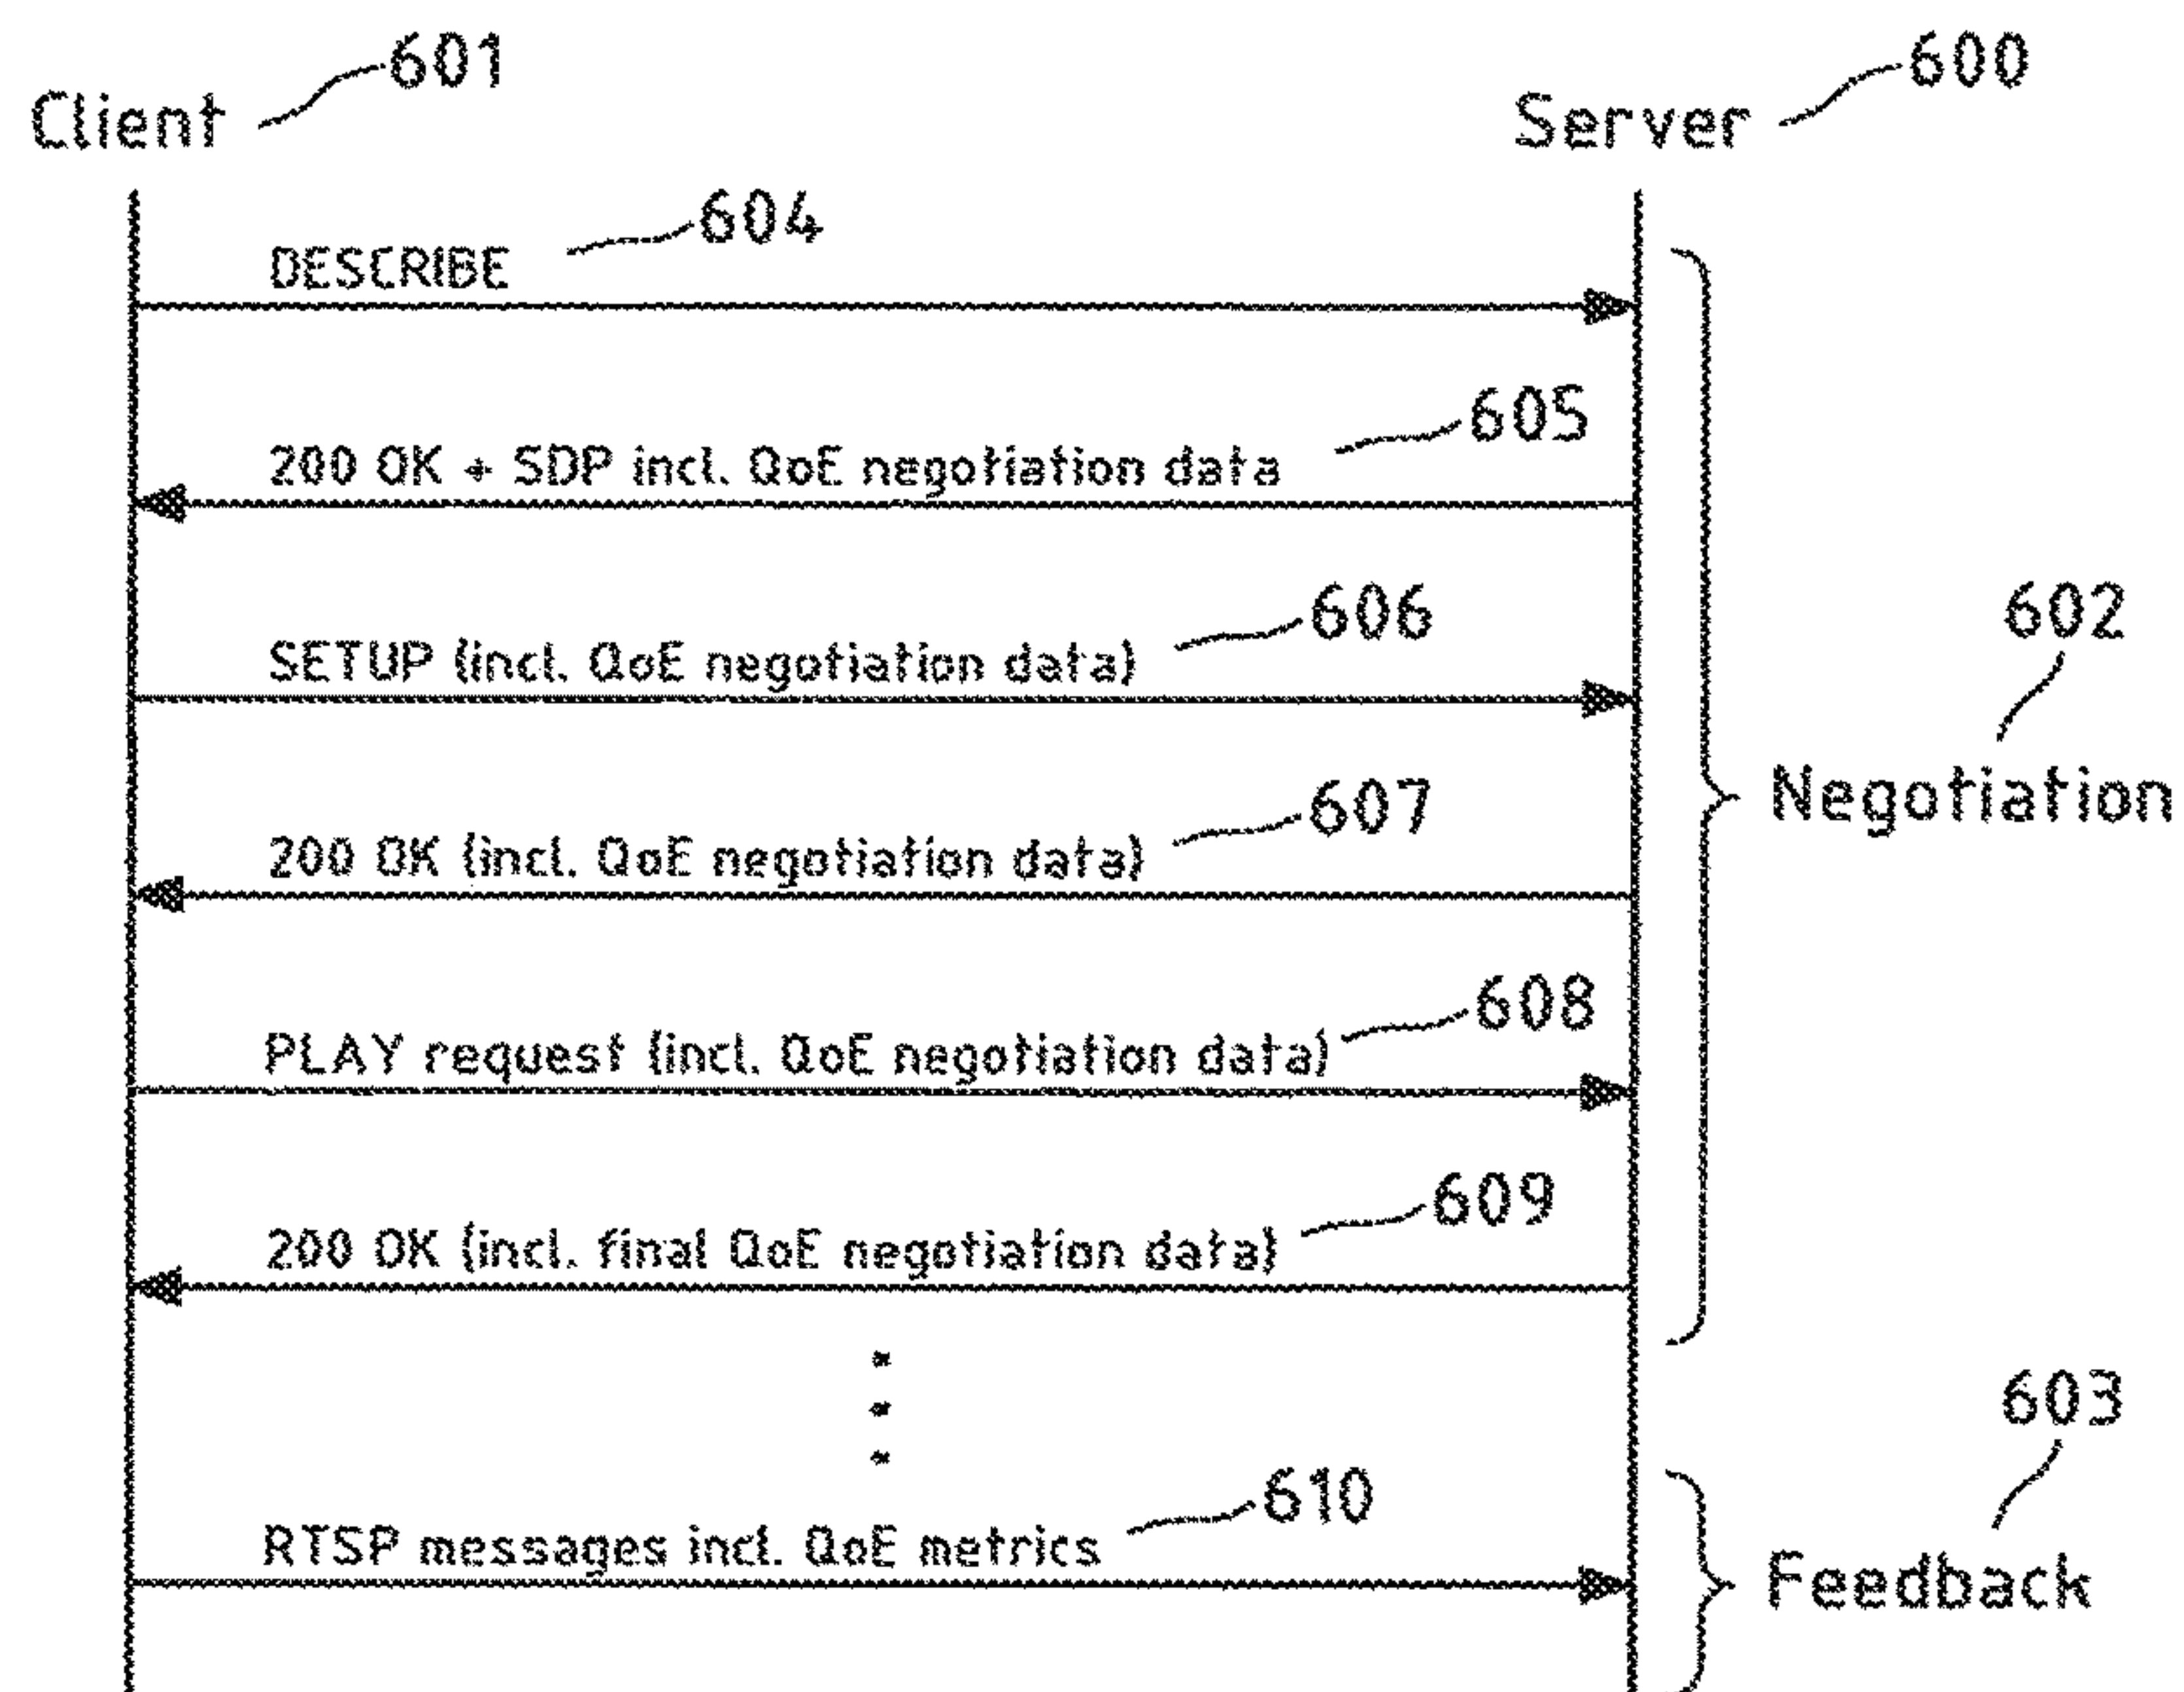 601
600
Client
Server
604
DESCRIBE
605
200 OK + SDP incl. QoE negotiation data
606
SETUP (incl. QoE negotiation data)
602
607
Negotiation
200 OK (incl. QoE negotiation data)
608
PLAY request (incl. QoE negotiation data)
609
200 OK (incl. final QoE negotiation data)
603
610
RTSP messages incl. QoE metrics
Feedback